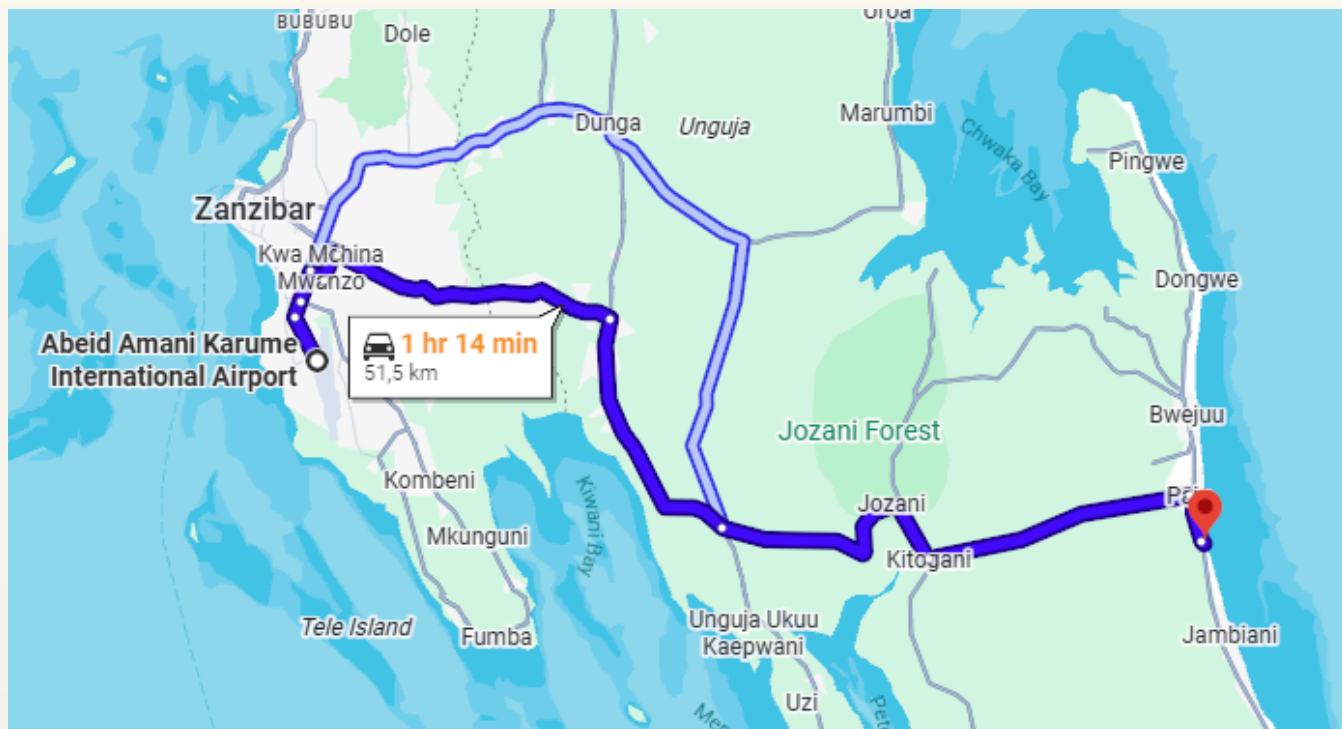 BUBUBU
Dole
Uroa
Marumbi
Dunga
Unguja
Chwaka Bay
Pingwe
Zanzibar
Kwa Mchina
Mwanzo
Dongwe
Abeid Amani Karume
International Airport
1 hr 14 min
51,5 km
Bwejuu
Jozani Forest
Kombeni
Kiwani Bay
Jozani
Mkunguni
Kitogani
Tele Island
Fumba
Unguja Ukuu
Kaepwani
Jambiani
Uzi